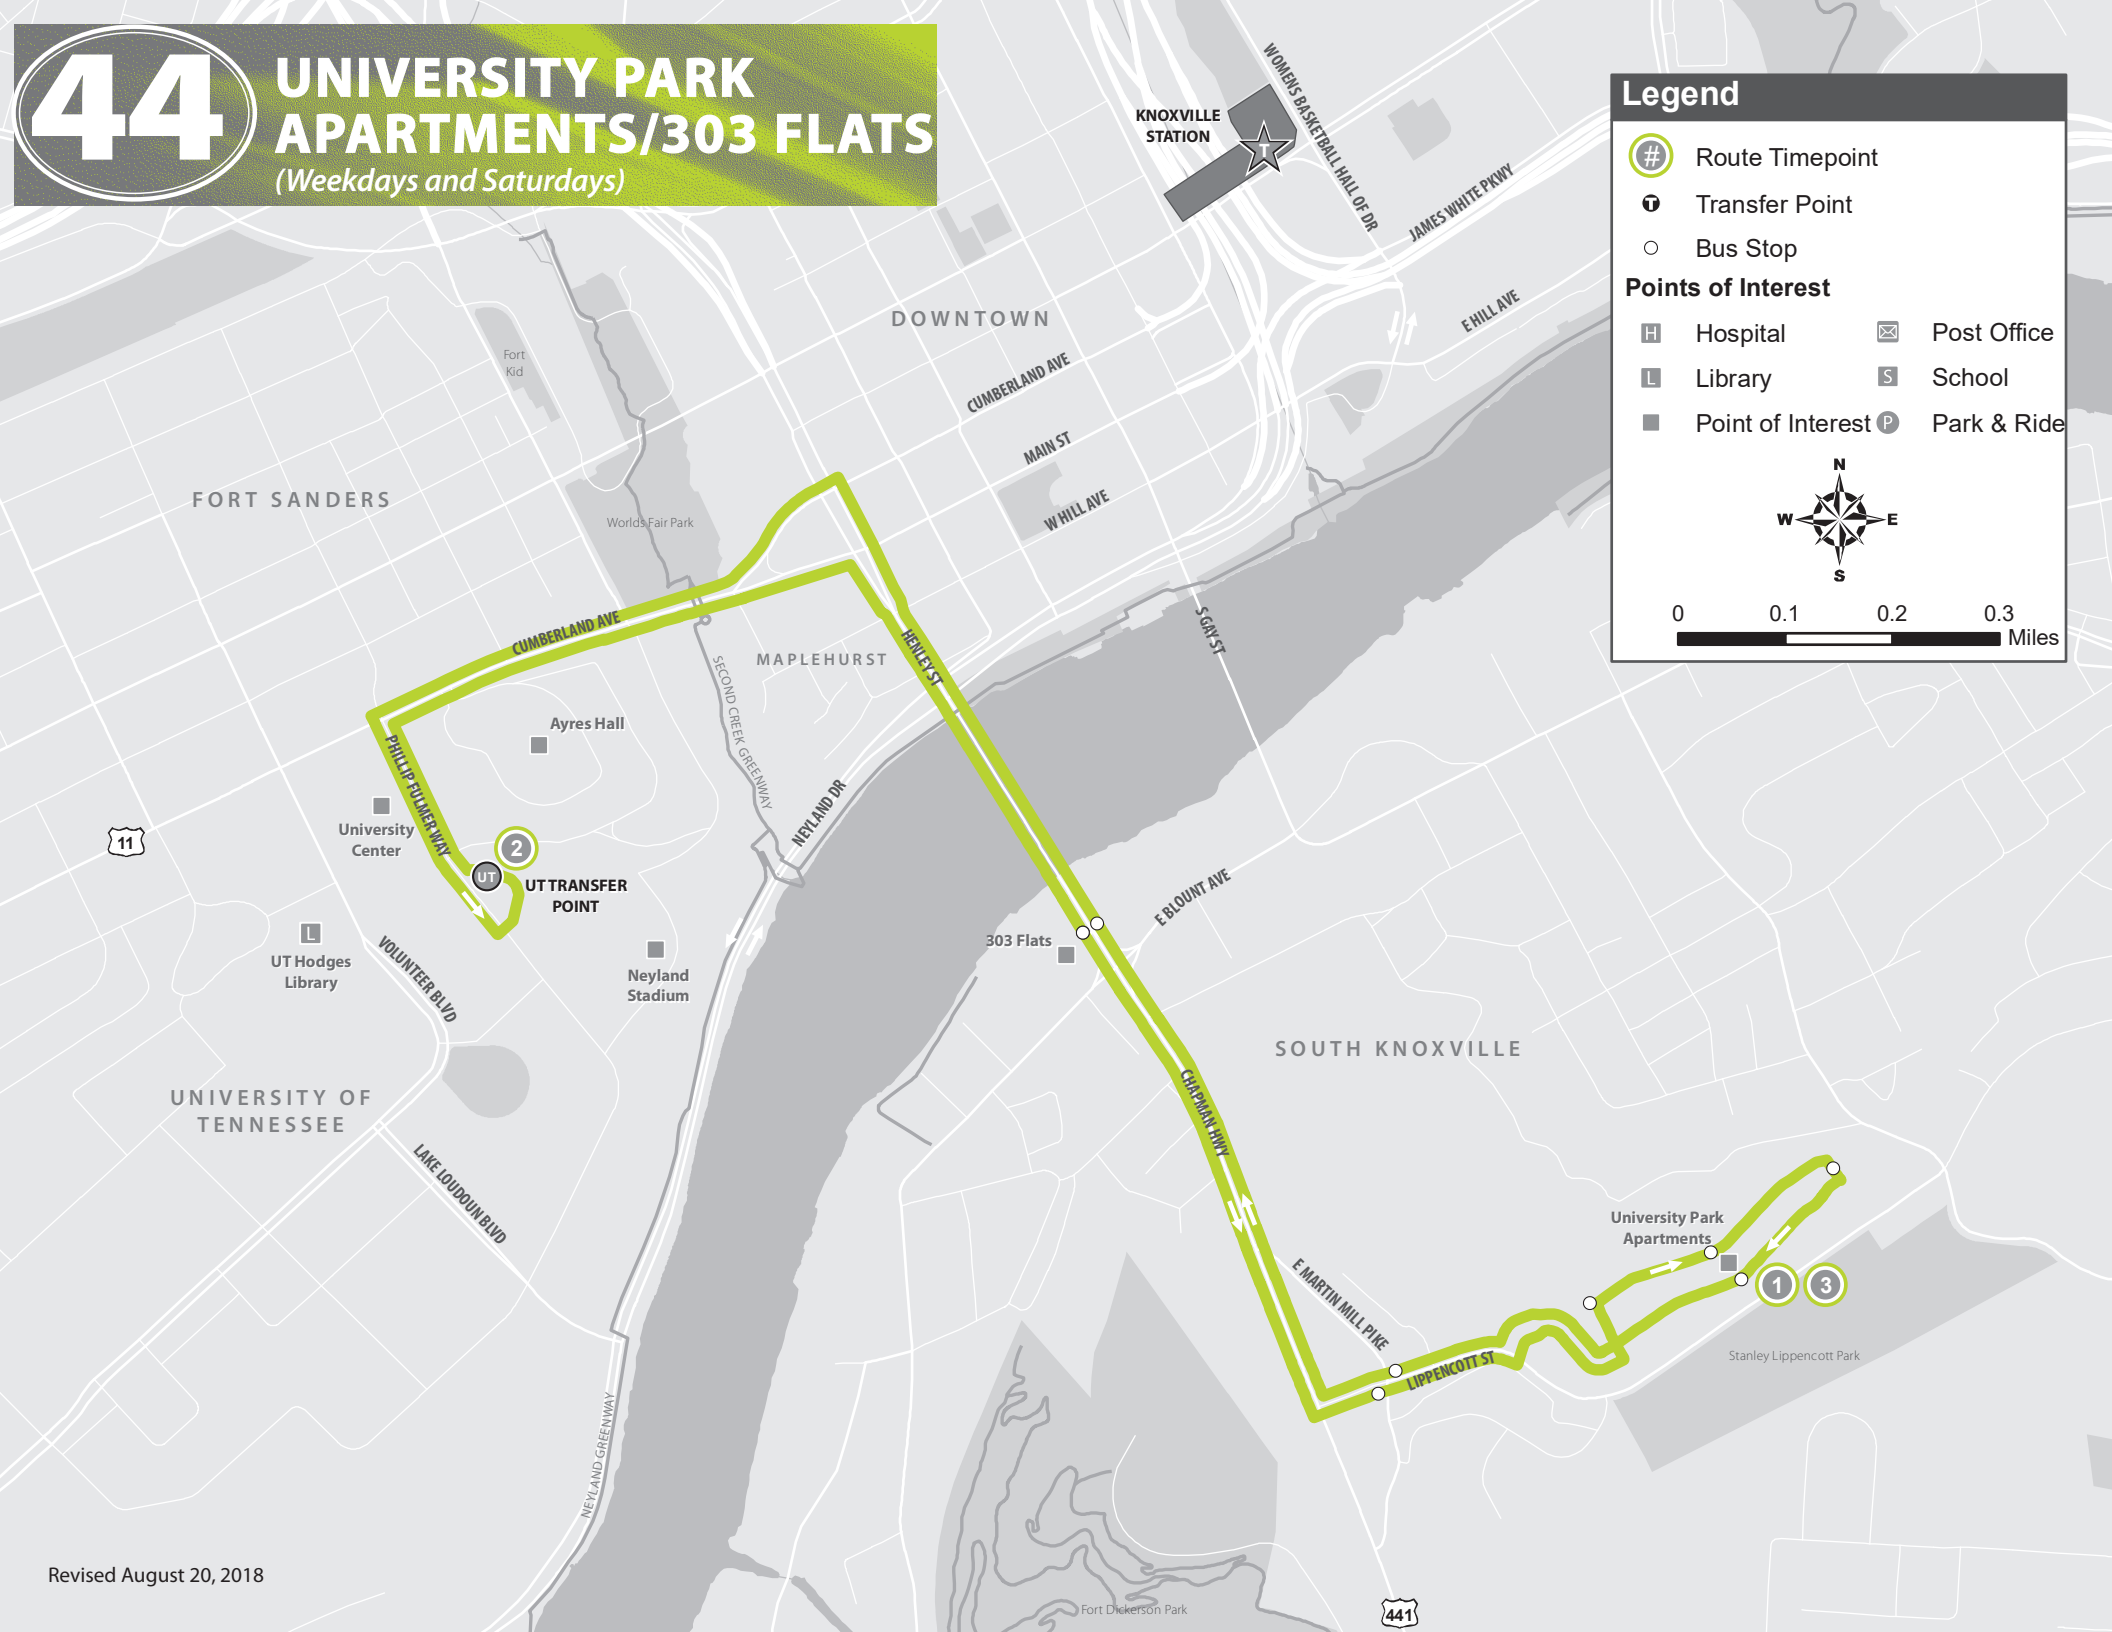 44
UNIVERSITY PARK
APARTMENTS/303 FLATS
(Weekdays and Saturdays)
KNOXVILLE
STATION
T
WOMENS BASKETBALL HALL OF DR
JAMES WHITE PKWY
E HILL AVE
DOWNTOWN
CUMBERLAND AVE
MAIN ST
W HILL AVE
Fort
Kid
FORT SANDERS
Worlds Fair Park
CUMBERLAND AVE
MAPLEHURST
HENLEY ST
S GAY ST
SECOND CREEK GREENWAY
Ayres Hall
PHILLIP FULMER WAY
University
Center
NEYLAND DR
11
2
UT
UT TRANSFER
POINT
L
UT Hodges
Library
VOLUNTEER BLVD
Neyland
Stadium
303 Flats
E BLOUNT AVE
SOUTH KNOXVILLE
UNIVERSITY OF
TENNESSEE
CHAPMAN HWY
LAKE LOUDOUN BLVD
University Park
Apartments
1
3
E MARTIN MILL PIKE
LIPPENCOTT ST
Stanley Lippencott Park
NEYLAND GREENWAY
Fort Dickerson Park
441
Revised August 20, 2018
Legend
# Route Timepoint
T Transfer Point
Bus Stop
Points of Interest
H Hospital
Post Office
L Library
S School
Point of Interest
P Park & Ride
N
W E
S
0 0.1 0.2 0.3
Miles